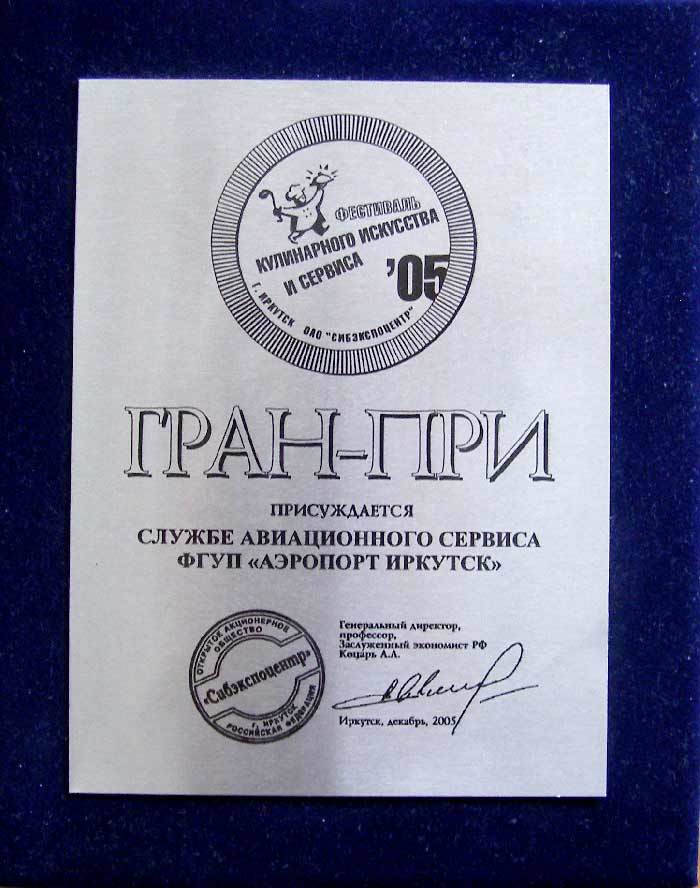 ФЕСТИВАЛЬ
КУЛИНАРНОГО ИСКУССТВА
И СЕРВИСА
'05
Г. ИРКУТСК ОАО "СИБЭКСПОЦЕНТР"
ГРАН-ПРИ
ПРИСУЖДАЕТСЯ
СЛУЖБЕ АВИАЦИОННОГО СЕРВИСА
ФГУП «АЭРОПОРТ ИРКУТСК»
ОТКРЫТОЕ АКЦИОНЕРНОЕ
ОБЩЕСТВО
«Сибэкспоцентр»
г. ИРКУТСК
РОССИЙСКАЯ ФЕДЕРАЦИЯ
Генеральный директор,
профессор,
Заслуженный экономист РФ
Коцарь А.Л.
Иркутск, декабрь, 2005